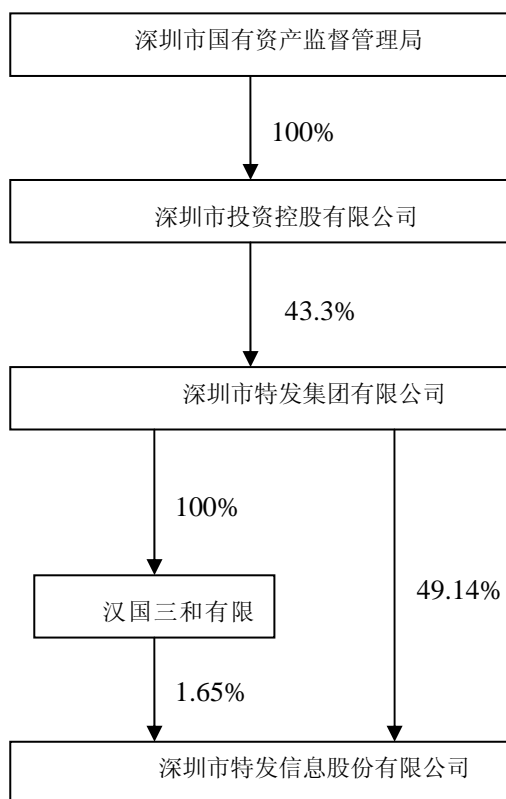 深圳市国有资产监督管理局
100%
深圳市投资控股有限公司
43.3%
深圳市特发集团有限公司
100%
49.14%
汉国三和有限
1.65%
深圳市特发信息股份有限公司